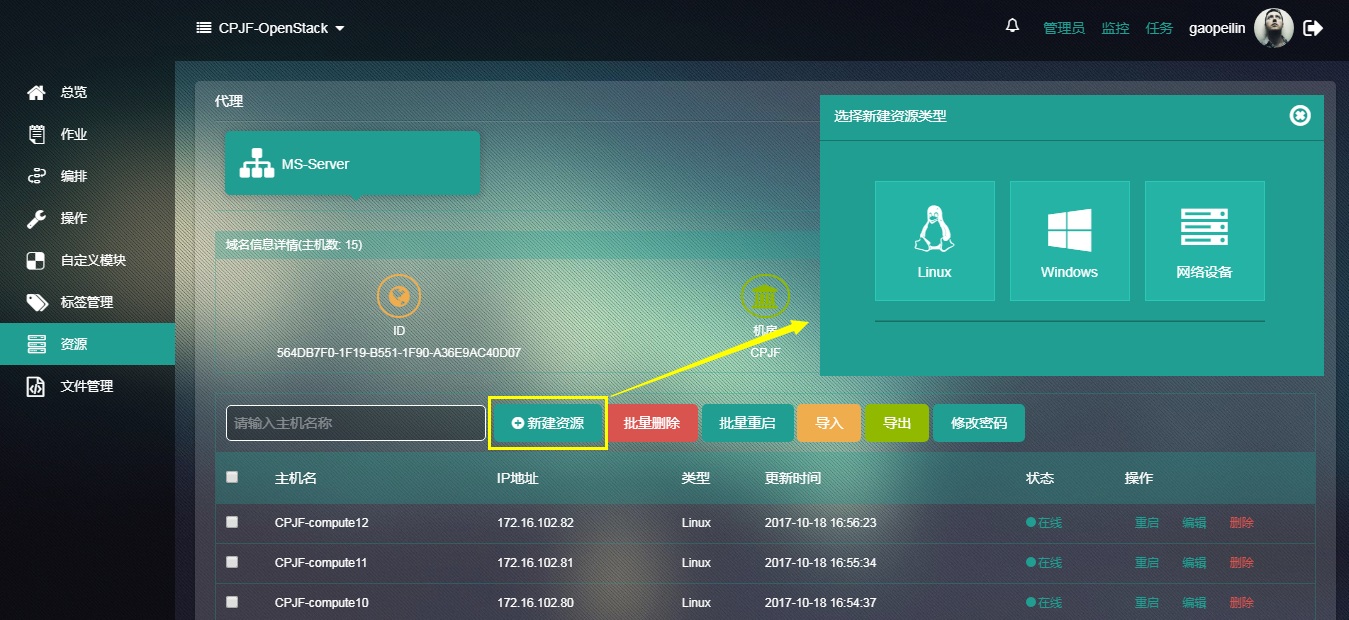 CPJF-OpenStack
管理员 监控 任务 gaopeilin
总览
作业
编排
操作
自定义模块
标签管理
资源
文件管理
代理
MS-Server
域名信息详情(主机数: 15)
ID
564DB7F0-1F19-B551-1F90-A36E9AC40D07
机房
CPJF
选择新建资源类型
Linux Windows 网络设备
请输入主机名称 新建资源 批量删除 批量重启 导入 导出 修改密码
主机名 IP地址 类型 更新时间 状态 操作
CPJF-compute12 172.16.102.82 Linux 2017-10-18 16:56:23 在线 重启 编辑 删除
CPJF-compute11 172.16.102.81 Linux 2017-10-18 16:55:34 在线 重启 编辑 删除
CPJF-compute10 172.16.102.80 Linux 2017-10-18 16:54:37 在线 重启 编辑 删除